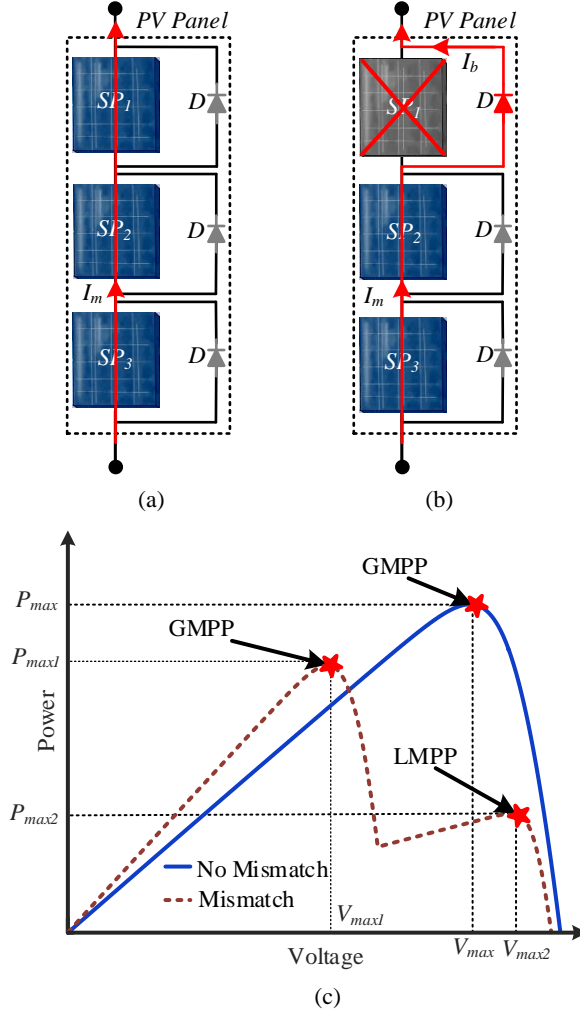 PV Panel
SP1
D
SP2
D
Im
SP3
D
(a)
PV Panel
Ib
SP1
D
SP2
D
Im
SP3
D
(b)
GMPP
Pmax
GMPP
Pmax1
Power
LMPP
Pmax2
No Mismatch
Mismatch
Vmax1
Vmax
Vmax2
Voltage
(c)